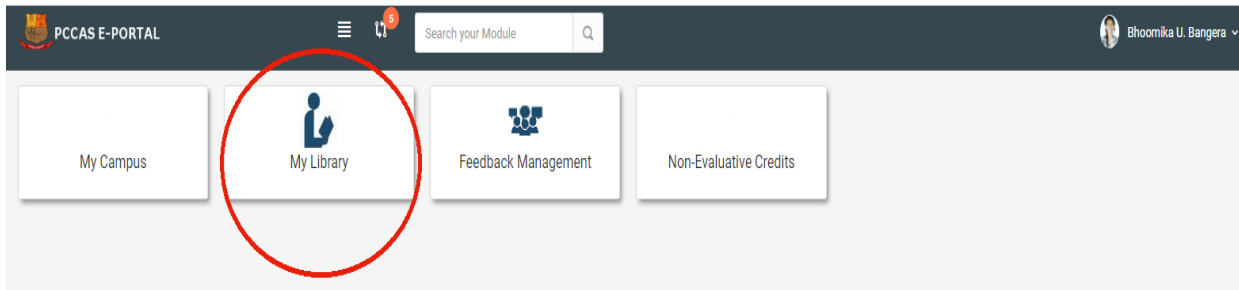 PCCAS E-PORTAL
5
Search your Module
Bhoomika U. Bangera
My Campus
My Library
Feedback Management
Non-Evaluative Credits